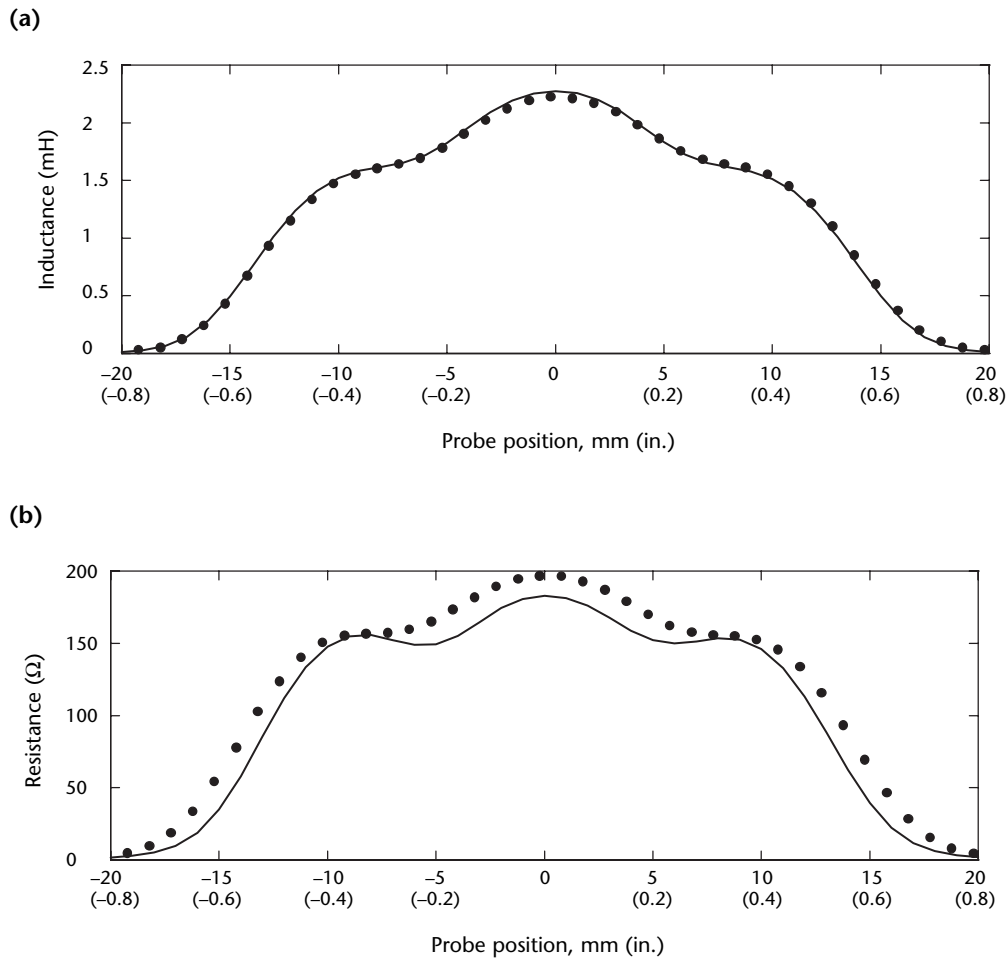 (a)
2.5
2
1.5
1
0.5
0
Inductance (mH)
–20 –15 –10 –5 0 5 10 15 20
(–0.8) (–0.6) (–0.4) (–0.2) (0.2) (0.4) (0.6) (0.8)
Probe position, mm (in.)
(b)
200
150
100
50
0
Resistance (Ω)
–20 –15 –10 –5 0 5 10 15 20
(–0.8) (–0.6) (–0.4) (–0.2) (0.2) (0.4) (0.6) (0.8)
Probe position, mm (in.)